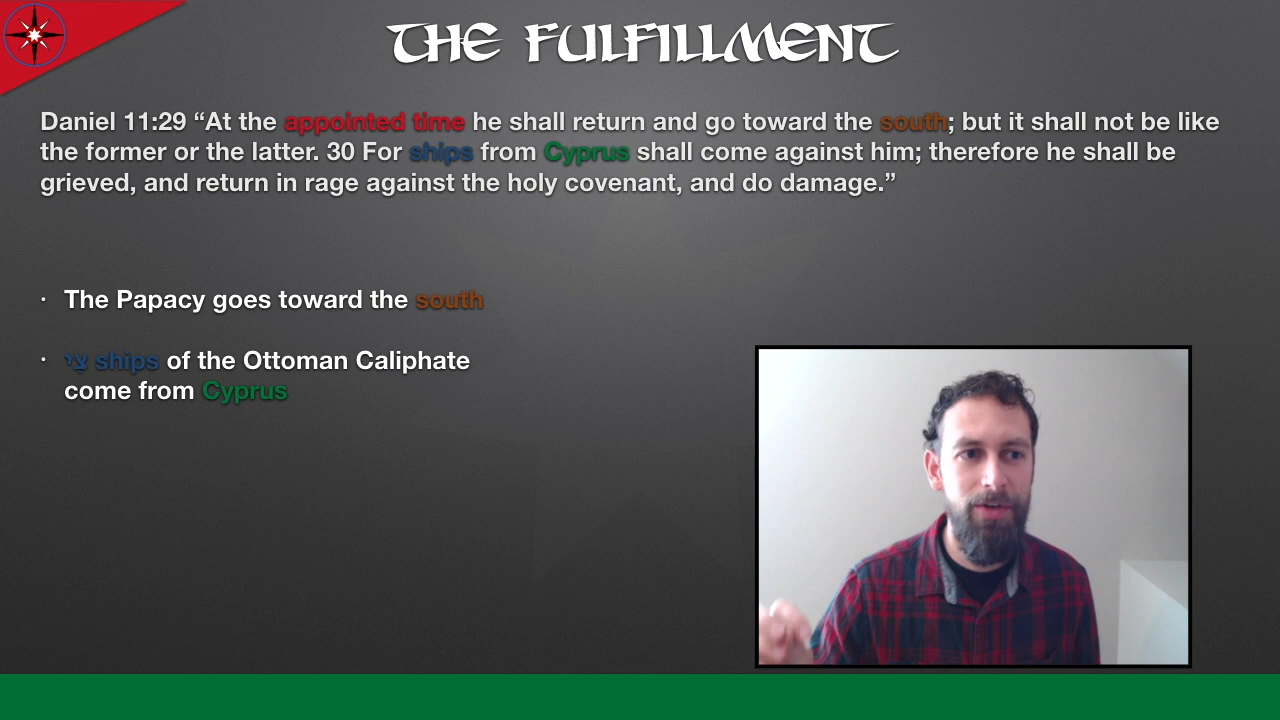 THE FULFILLMENT
Daniel 11:29 “At the appointed time he shall return and go toward the south; but it shall not be like
the former or the latter. 30 For ships from Cyprus shall come against him; therefore he shall be
grieved, and return in rage against the holy covenant, and do damage.”
· The Papacy goes toward the south
· צִי ships of the Ottoman Caliphate
come from Cyprus